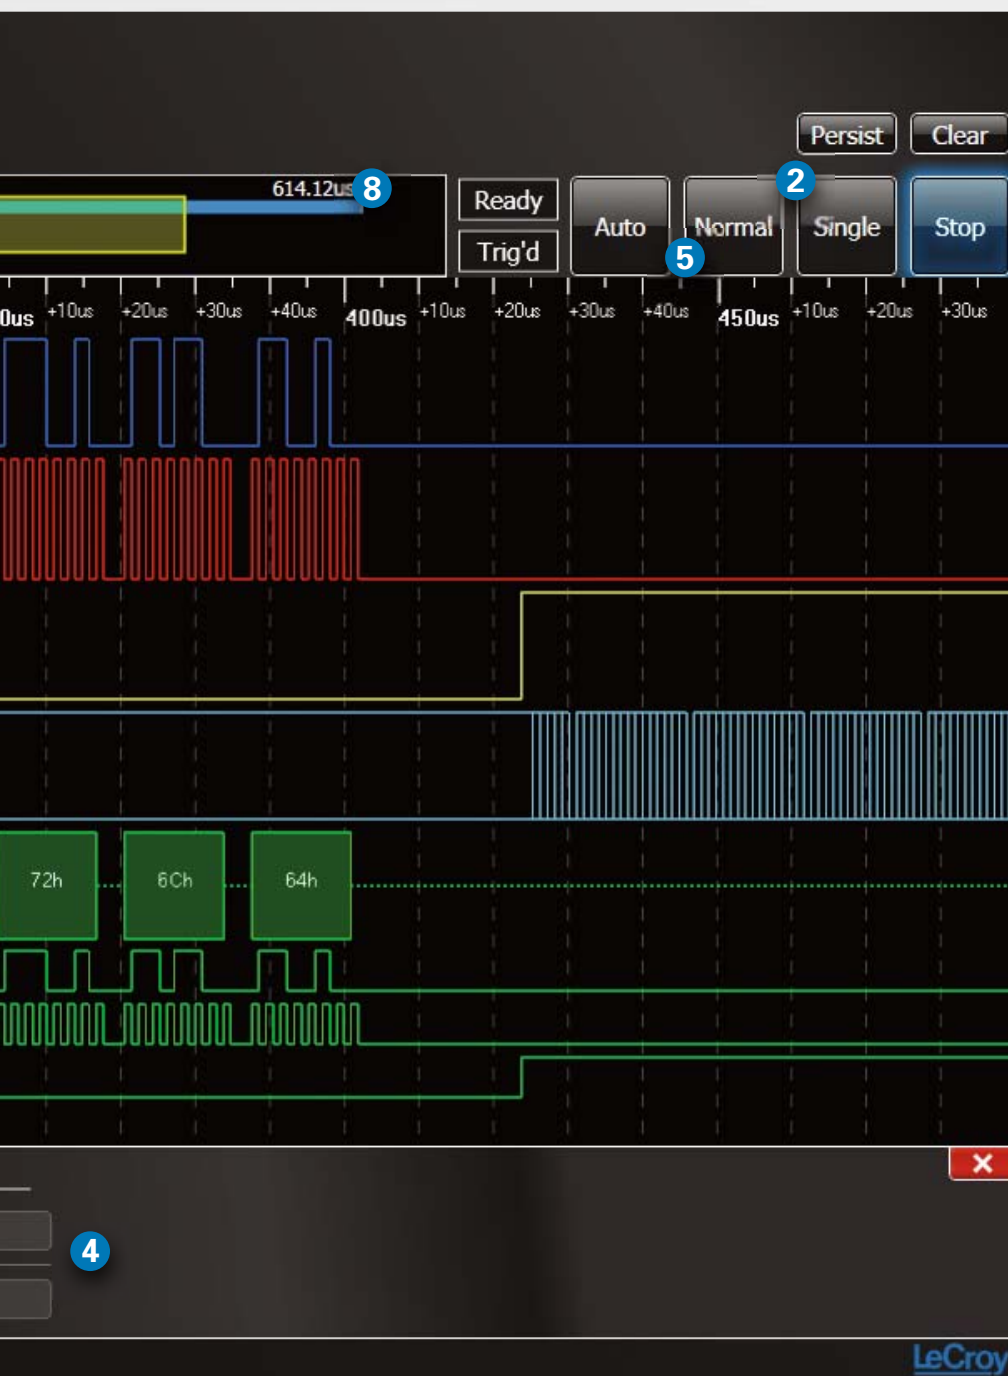 Persist Clear
2
614.12us 8 Ready
Auto Normal Single Stop
Trig'd
5
0us +10us +20us +30us +40us 400us +10us +20us +30us +40us 450us +10us +20us +30us
72h 6Ch 64h
4
LeCroy